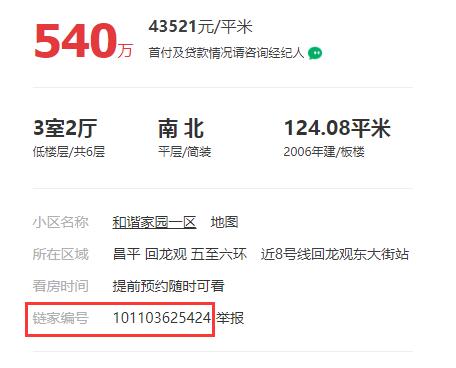 540万 43521元/平米
首付及贷款情况请咨询经纪人
3室2厅 南 北 124.08平米
低楼层/共6层 平层/简装 2006年建/板楼
小区名称 和谐家园一区 地图
所在区域 昌平 回龙观 五至六环 近8号线回龙观东大街站
看房时间 提前预约随时可看
链家编号 101103625424 举报